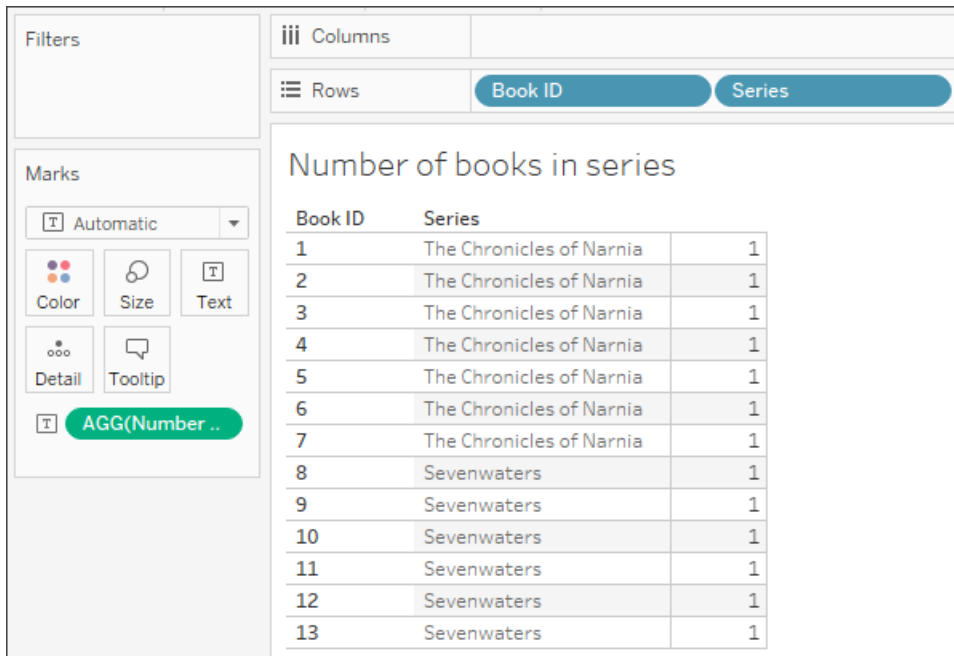 Filters
Columns
Rows Book ID Series
Marks
T Automatic
Color Size T Text
Detail Tooltip
T AGG(Number ..
Number of books in series
Book ID Series
1 The Chronicles of Narnia 1
2 The Chronicles of Narnia 1
3 The Chronicles of Narnia 1
4 The Chronicles of Narnia 1
5 The Chronicles of Narnia 1
6 The Chronicles of Narnia 1
7 The Chronicles of Narnia 1
8 Sevenwaters 1
9 Sevenwaters 1
10 Sevenwaters 1
11 Sevenwaters 1
12 Sevenwaters 1
13 Sevenwaters 1